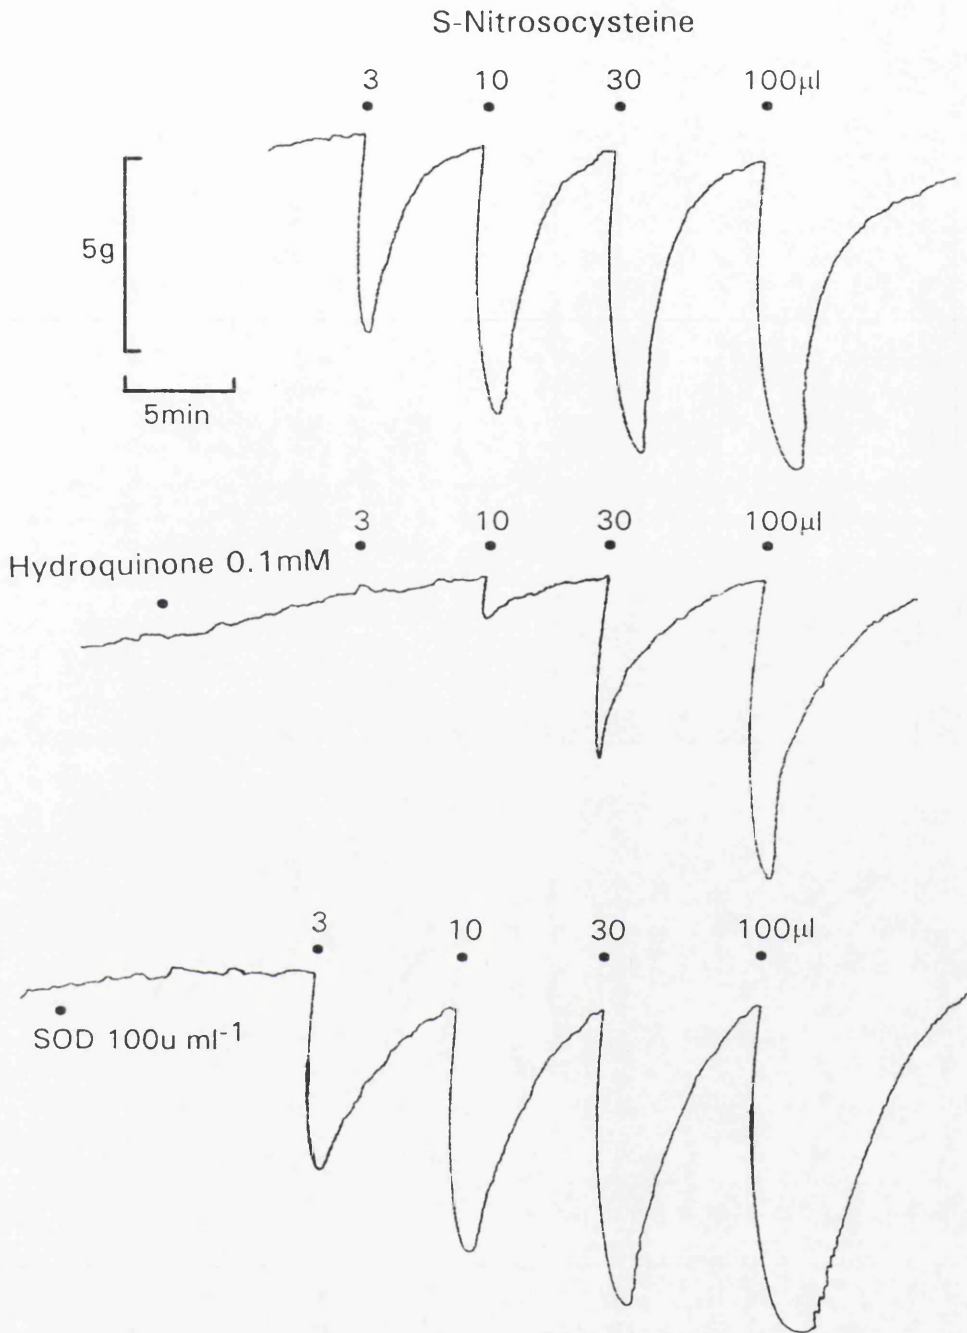 S-Nitrosocysteine
3 10 30 100μl
5g
5min
3 10 30 100μl
Hydroquinone 0.1mM
3 10 30 100μl
SOD 100u ml⁻¹